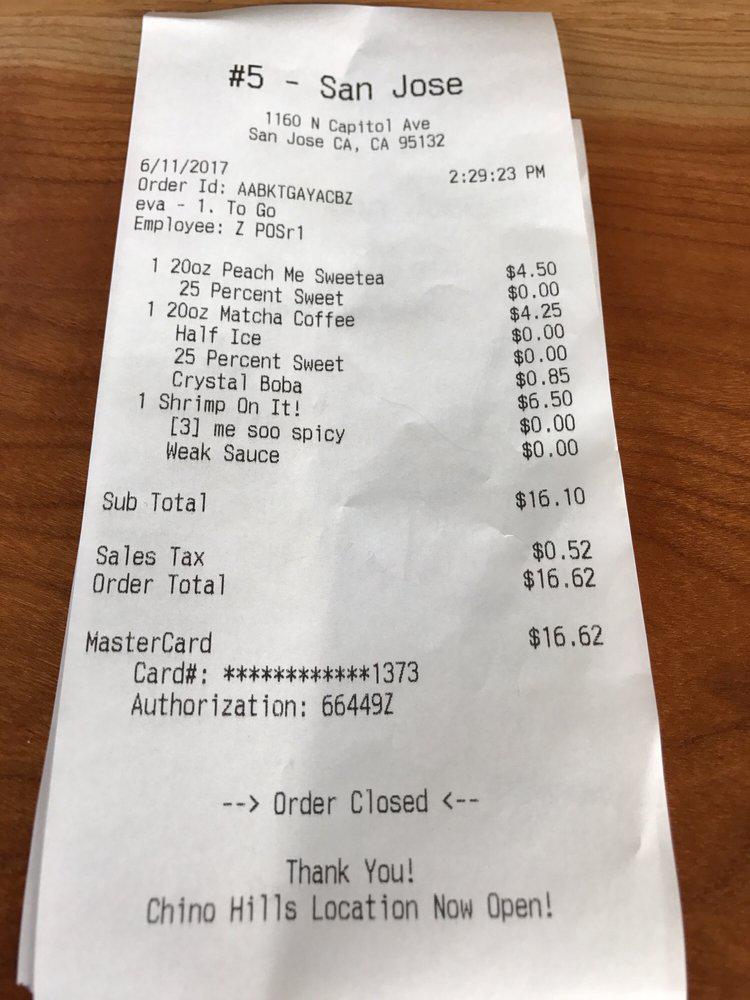 #5 - San Jose
1160 N Capitol Ave
San Jose CA, CA 95132
6/11/2017 2:29:23 PM
Order Id: AABKTGAYACBZ
eva - 1. To Go
Employee: Z POSr1
1 20oz Peach Me Sweetea $4.50
25 Percent Sweet $0.00
1 20oz Matcha Coffee $4.25
Half Ice $0.00
25 Percent Sweet $0.00
Crystal Boba $0.85
1 Shrimp On It! $6.50
[3] me soo spicy $0.00
Weak Sauce $0.00
Sub Total $16.10
Sales Tax $0.52
Order Total $16.62
MasterCard $16.62
Card#: ************1373
Authorization: 66449Z
--> Order Closed <--
Thank You!
Chino Hills Location Now Open!